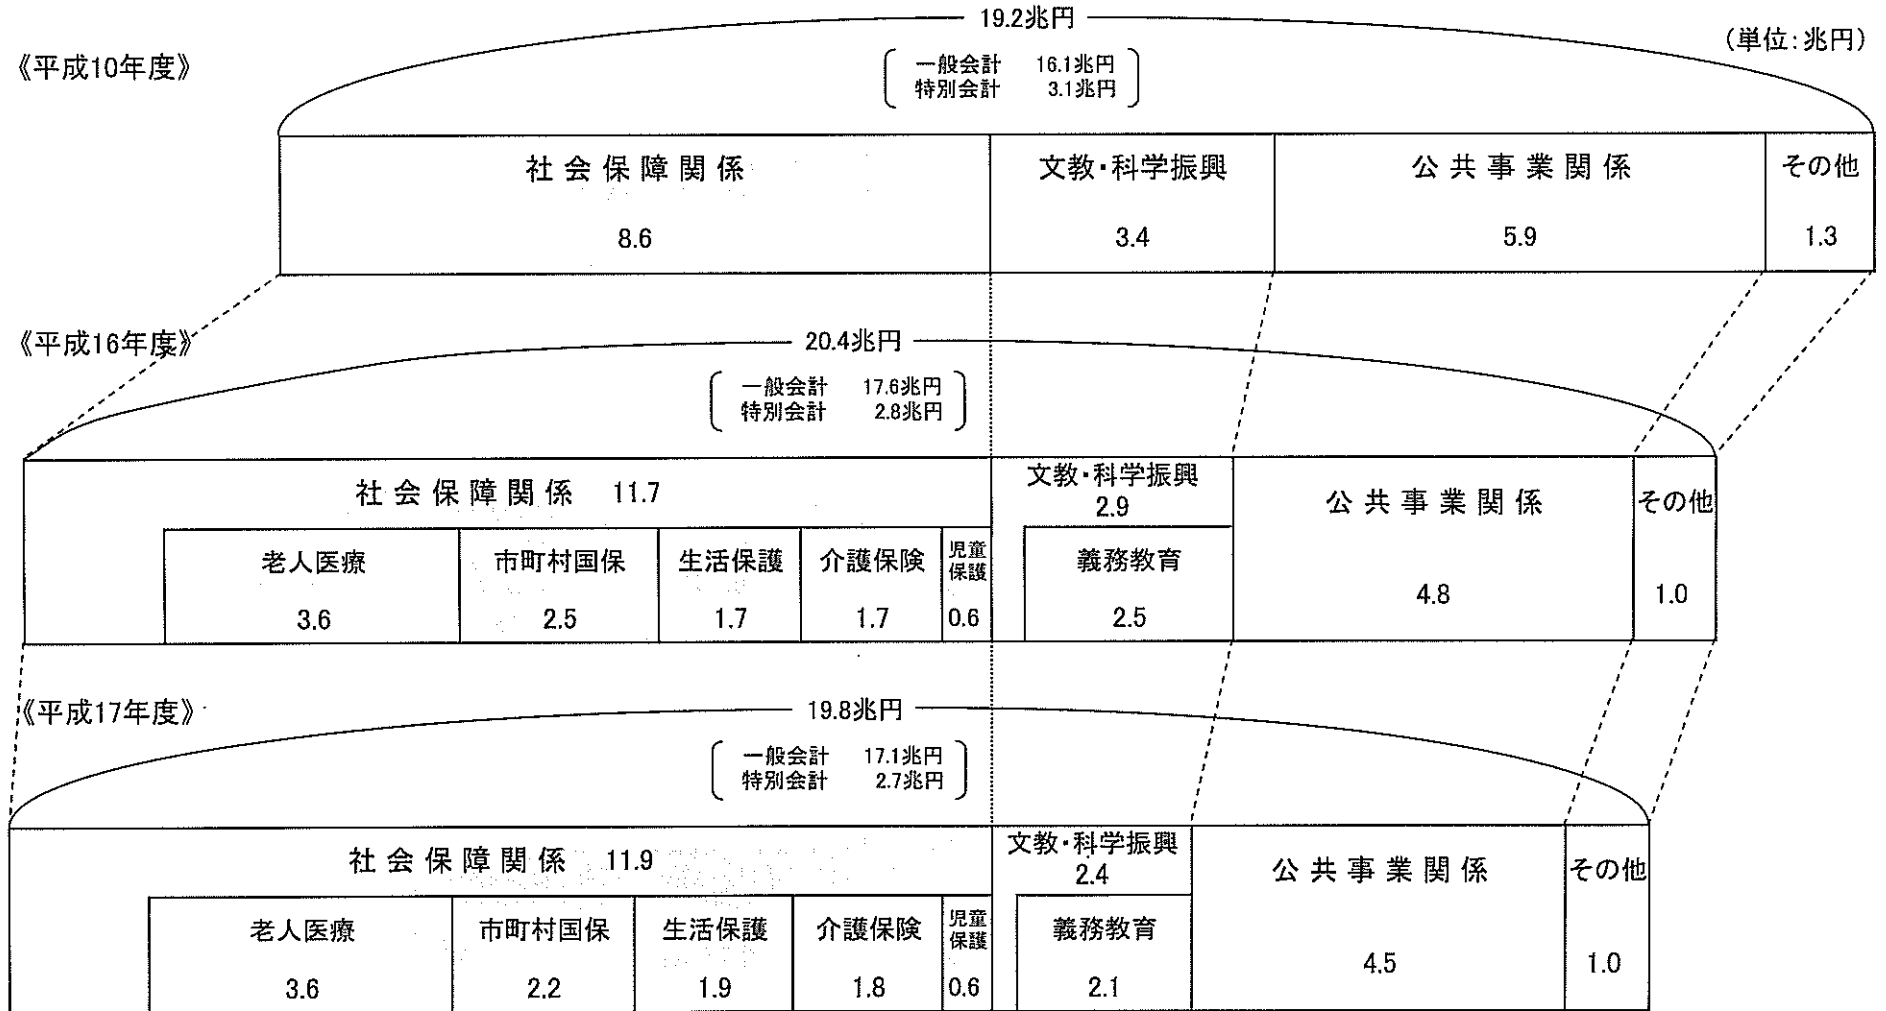 19.2兆円
(単位:兆円)
《平成10年度》
一般会計 16.1兆円
特別会計 3.1兆円
社会保障関係 文教・科学振興 公共事業関係 その他
8.6 3.4 5.9 1.3
《平成16年度》
20.4兆円
一般会計 17.6兆円
特別会計 2.8兆円
社会保障関係 11.7
文教・科学振興
2.9
公共事業関係 その他
老人医療 市町村国保 生活保護 介護保険 児童
保護
義務教育
3.6 2.5 1.7 1.7 0.6 2.5 4.8 1.0
《平成17年度》
19.8兆円
一般会計 17.1兆円
特別会計 2.7兆円
社会保障関係 11.9
文教・科学振興
2.4
公共事業関係 その他
老人医療 市町村国保 生活保護 介護保険 児童
保護
義務教育
3.6 2.2 1.9 1.8 0.6 2.1 4.5 1.0